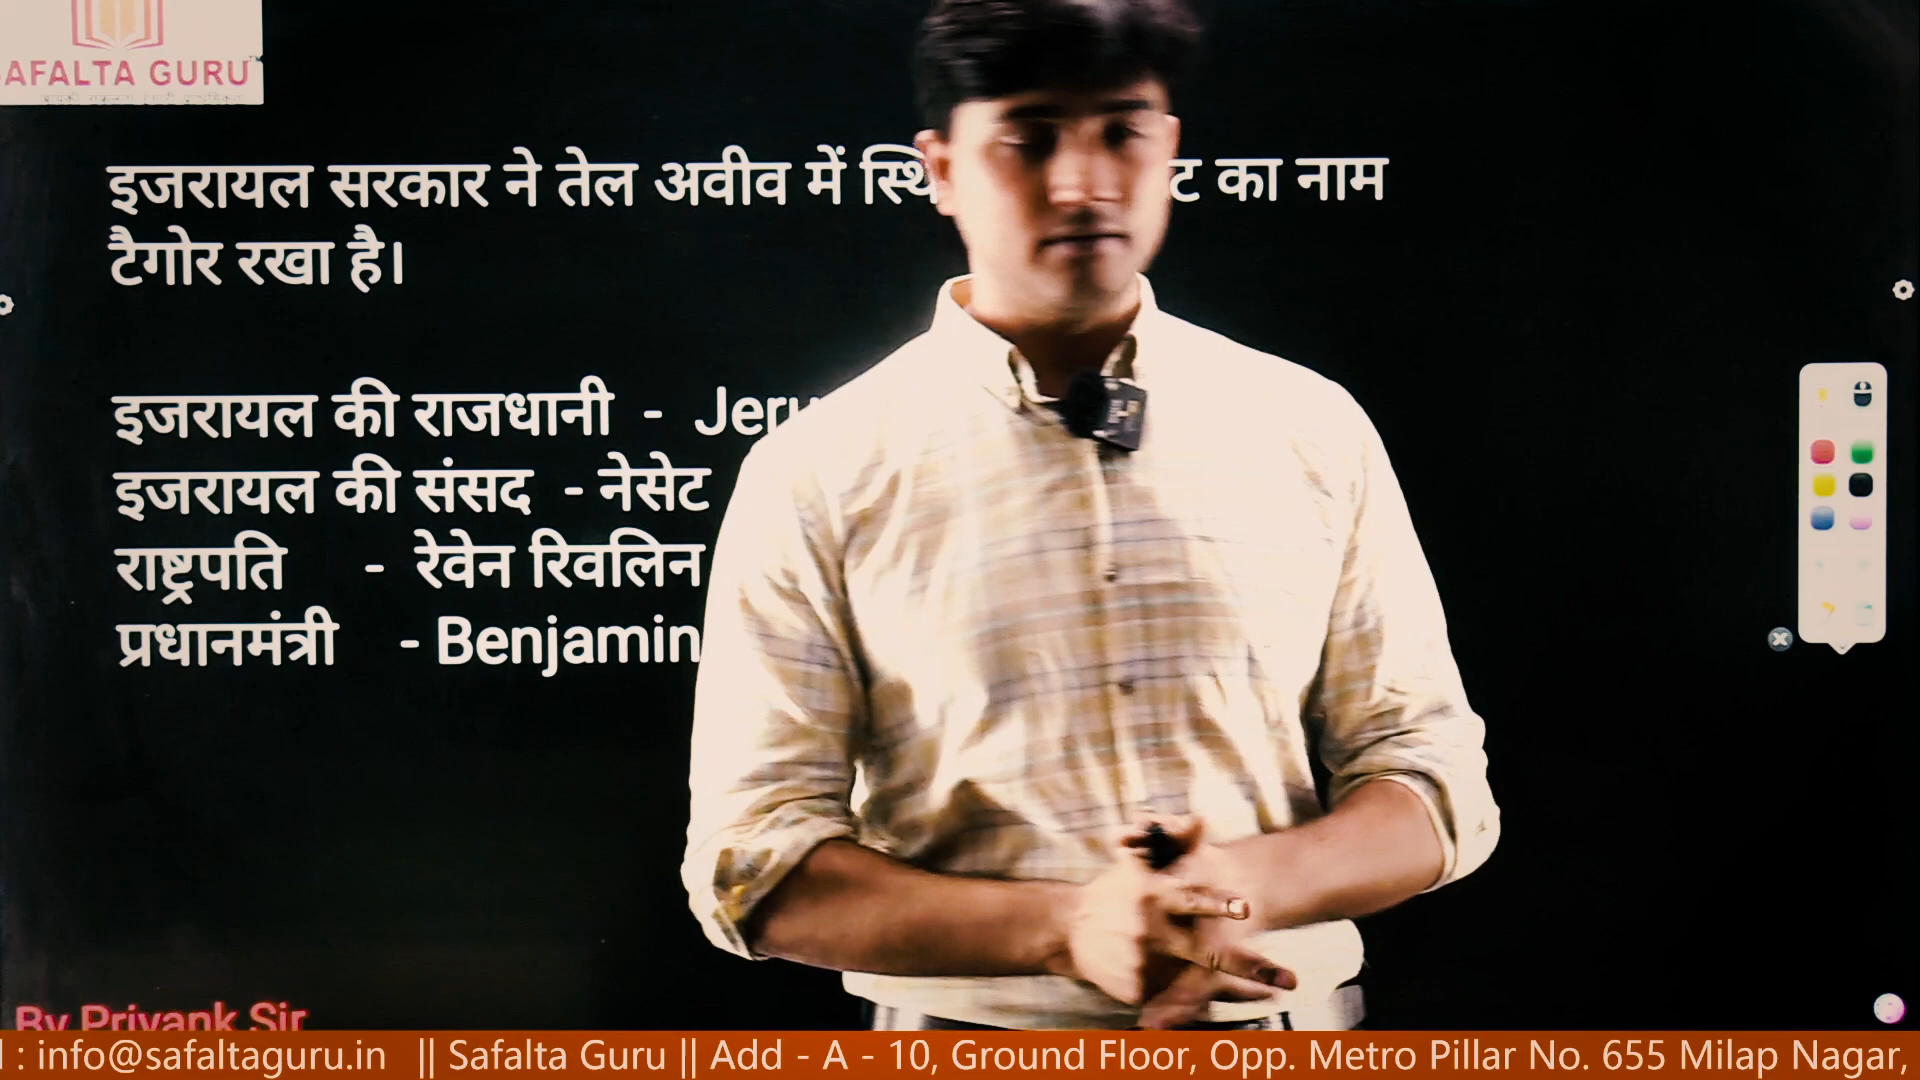 SAFALTA GURU
इजरायल सरकार ने तेल अवीव में स्थि ट का नाम
टैगोर रखा है।
इजरायल की राजधानी - Jeru
इजरायल की संसद - नेसेट
राष्ट्रपति - रेवेन रिवलिन
प्रधानमंत्री - Benjamin
By Priyank Sir
l : info@safaltaguru.in || Safalta Guru || Add - A - 10, Ground Floor, Opp. Metro Pillar No. 655 Milap Nagar,